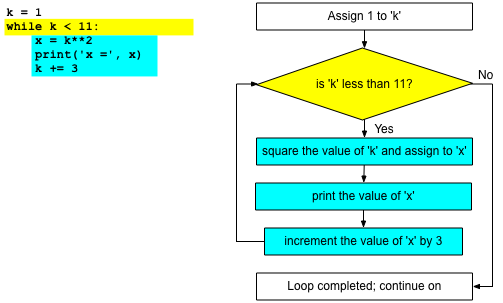 k = 1
while k < 11:
    x = k**2
    print('x =', x)
    k += 3
Assign 1 to 'k'
is 'k' less than 11?
No
Yes
square the value of 'k' and assign to 'x'
print the value of 'x'
increment the value of 'x' by 3
Loop completed; continue on